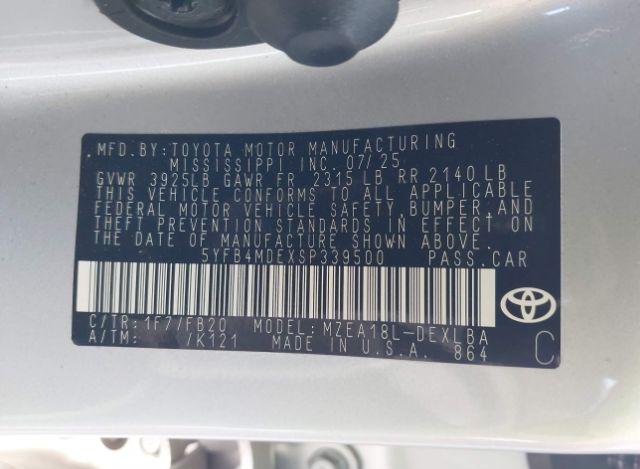 MFD. BY: TOYOTA MOTOR MANUFACTURING
MISSISSIPPI INC. 07/25
GVWR 3925LB GAWR FR 2315 LB RR 2140 LB
THIS VEHICLE CONFORMS TO ALL APPLICABLE
FEDERAL MOTOR VEHICLE SAFETY, BUMPER, AND
THEFT PREVENTION STANDARDS IN EFFECT ON
THE DATE OF MANUFACTURE SHOWN ABOVE.
5YFB4MDEXSP339500 PASS. CAR
C/TR: 1F7/FB20 MODEL: MZEA18L-DEXLBA
A/TM: /K121 MADE IN U.S.A. 864
C